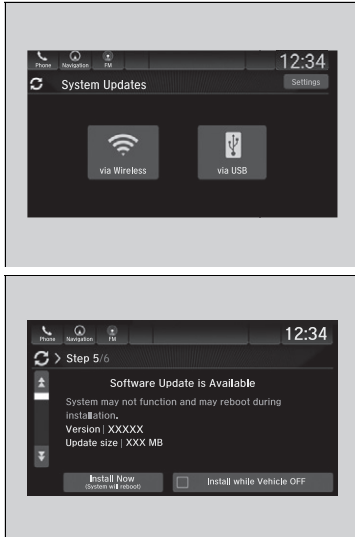 Phone Navigation FM 12:34
System Updates Settings
via Wireless via USB
Phone Navigation FM 12:34
Step 5/6
Software Update is Available
System may not function and may reboot during
installation.
Version | XXXXX
Update size | XXX MB
Install Now Install while Vehicle OFF
(System will reboot)